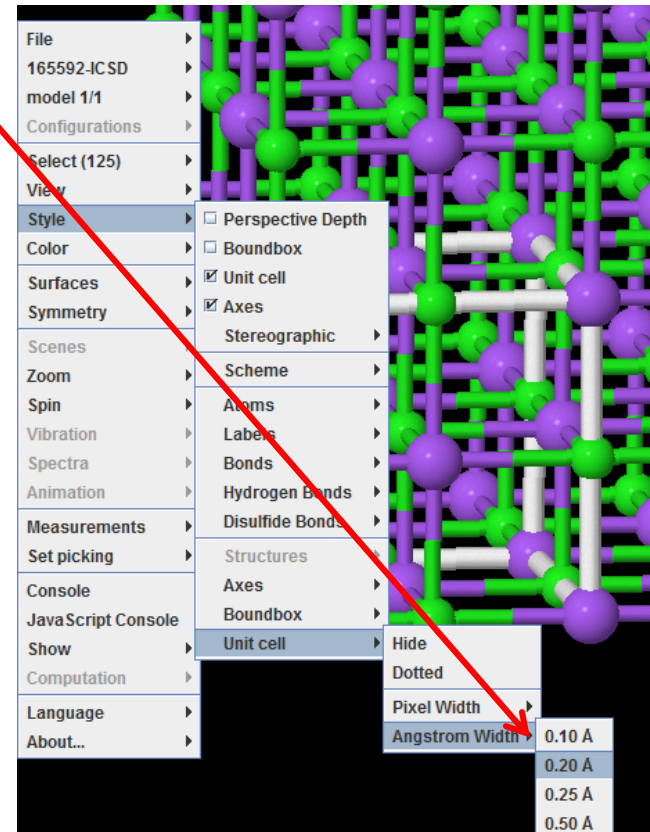 File
165592-ICSD
model 1/1
Configurations
Select (125)
View
Style
Color
Surfaces
Symmetry
Scenes
Zoom
Spin
Vibration
Spectra
Animation
Measurements
Set picking
Console
JavaScript Console
Show
Computation
Language
About...
Perspective Depth
Boundbox
Unit cell
Axes
Stereographic
Scheme
Atoms
Labels
Bonds
Hydrogen Bonds
Disulfide Bonds
Structures
Axes
Boundbox
Unit cell
Hide
Dotted
Pixel Width
Angstrom Width
0.10 Å
0.20 Å
0.25 Å
0.50 Å